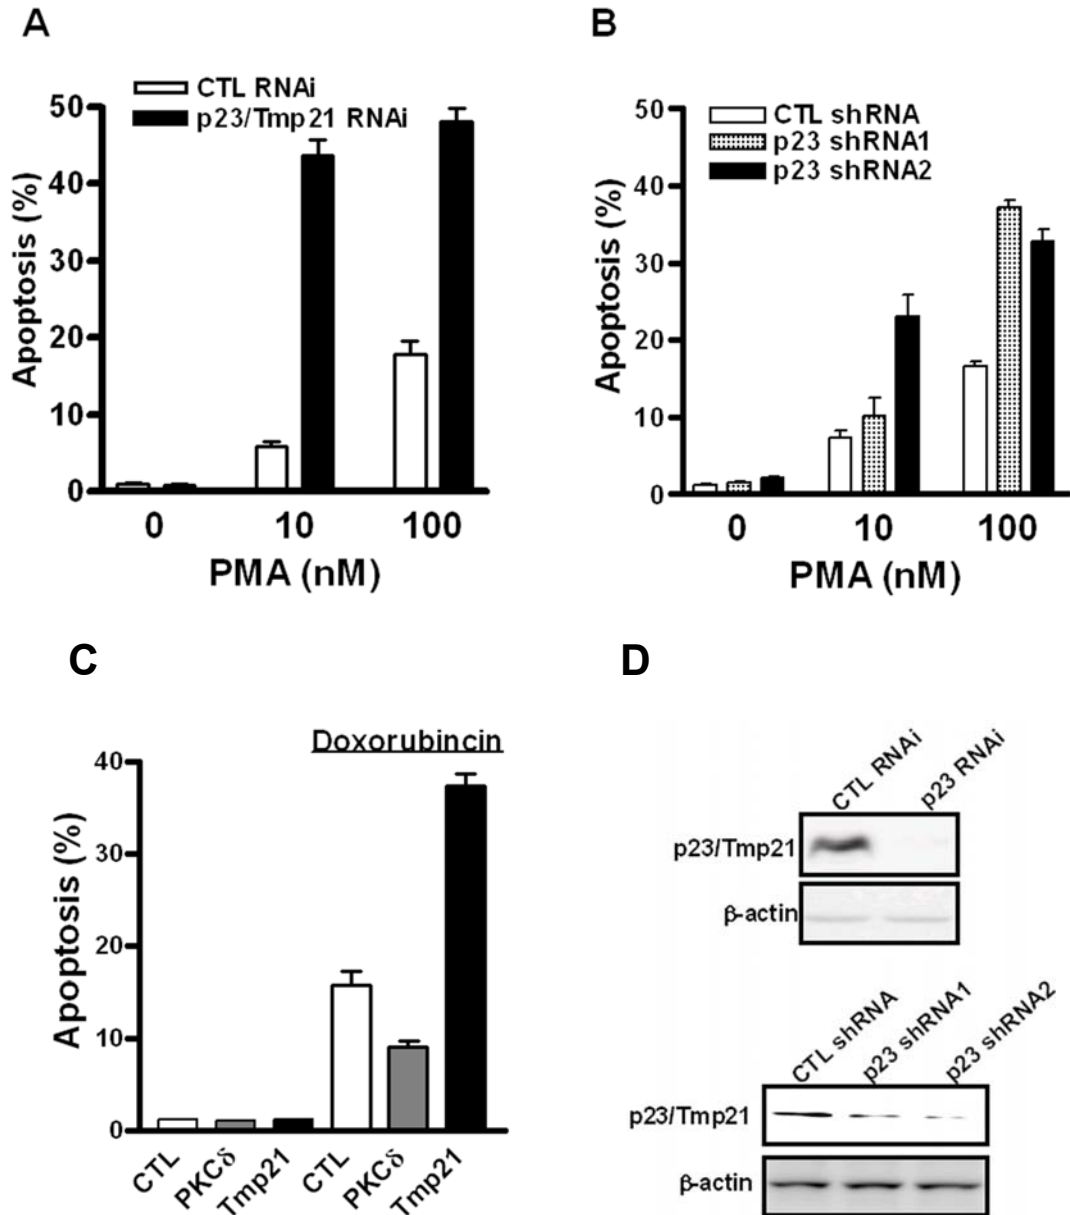 A
CTL RNAi
p23/Tmp21 RNAi
50
40
30
20
10
0
Apoptosis (%)
0 10 100
PMA (nM)
B
CTL shRNA
p23 shRNA1
p23 shRNA2
50
40
30
20
10
0
Apoptosis (%)
0 10 100
PMA (nM)
C
Doxorubincin
40
30
20
10
0
Apoptosis (%)
CTL PKCδ Tmp21 CTL PKCδ Tmp21
D
CTL RNAi p23 RNAi
p23/Tmp21
β-actin
CTL shRNA p23 shRNA1 p23 shRNA2
p23/Tmp21
β-actin